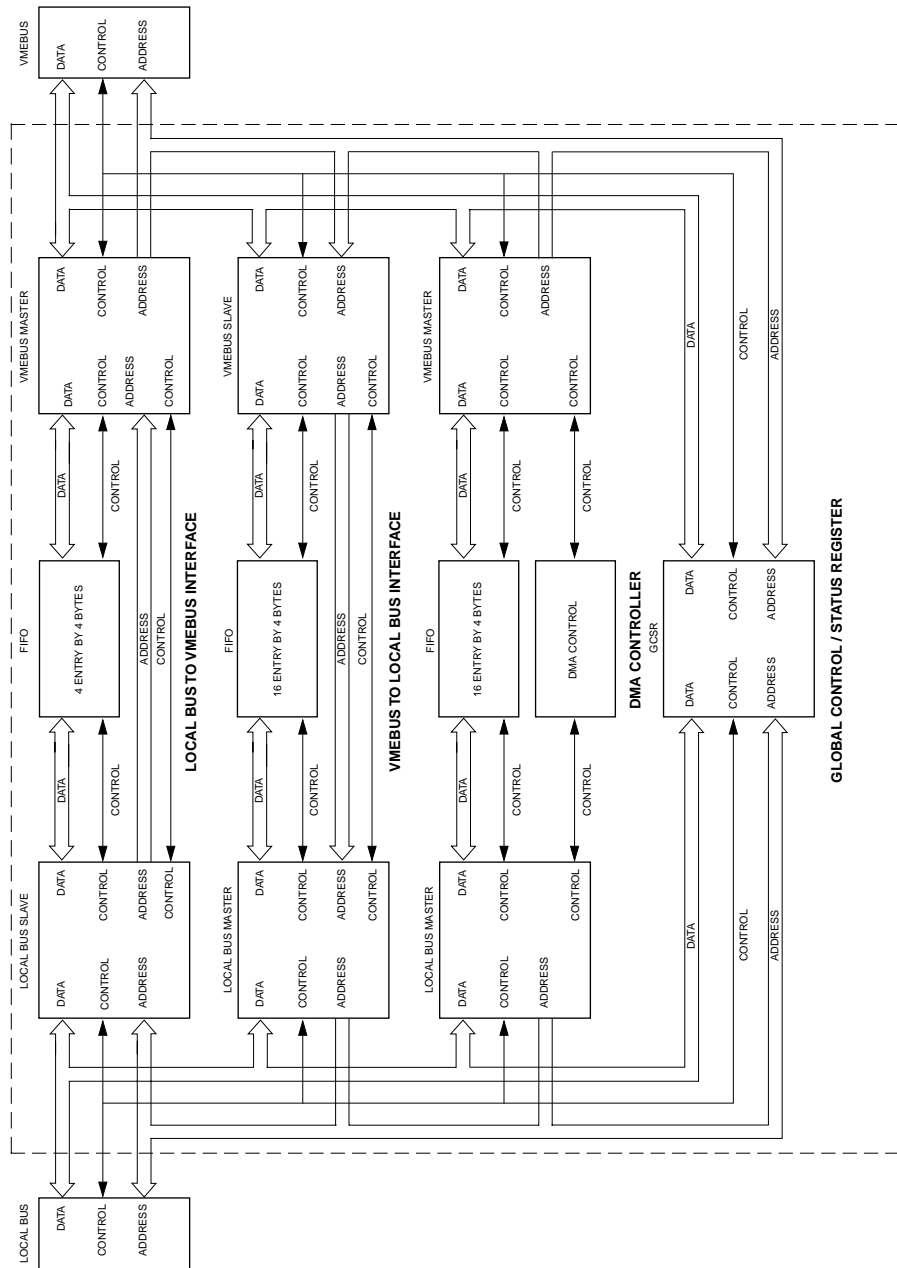 LOCAL BUS
DATA
CONTROL
ADDRESS
LOCAL BUS SLAVE
DATA
CONTROL
ADDRESS
DATA
CONTROL
ADDRESS
CONTROL
DATA
CONTROL
FIFO
4 ENTRY BY 4 BYTES
DATA
CONTROL
ADDRESS
CONTROL
VMEBUS MASTER
DATA
CONTROL
ADDRESS
CONTROL
DATA
CONTROL
ADDRESS
VMEBUS
DATA
CONTROL
ADDRESS
LOCAL BUS TO VMEBUS INTERFACE
LOCAL BUS MASTER
DATA
CONTROL
ADDRESS
DATA
CONTROL
ADDRESS
CONTROL
DATA
CONTROL
FIFO
16 ENTRY BY 4 BYTES
DATA
CONTROL
ADDRESS
CONTROL
VMEBUS SLAVE
DATA
CONTROL
ADDRESS
CONTROL
DATA
CONTROL
ADDRESS
VMEBUS TO LOCAL BUS INTERFACE
LOCAL BUS MASTER
DATA
CONTROL
ADDRESS
DATA
CONTROL
CONTROL
DATA
CONTROL
FIFO
16 ENTRY BY 4 BYTES
DMA CONTROL
DATA
CONTROL
VMEBUS MASTER
DATA
CONTROL
CONTROL
DATA
CONTROL
ADDRESS
DMA CONTROLLER
GCSR
DATA
CONTROL
ADDRESS
DATA
CONTROL
ADDRESS
DATA
CONTROL
ADDRESS
DATA
CONTROL
ADDRESS
GLOBAL CONTROL / STATUS REGISTER